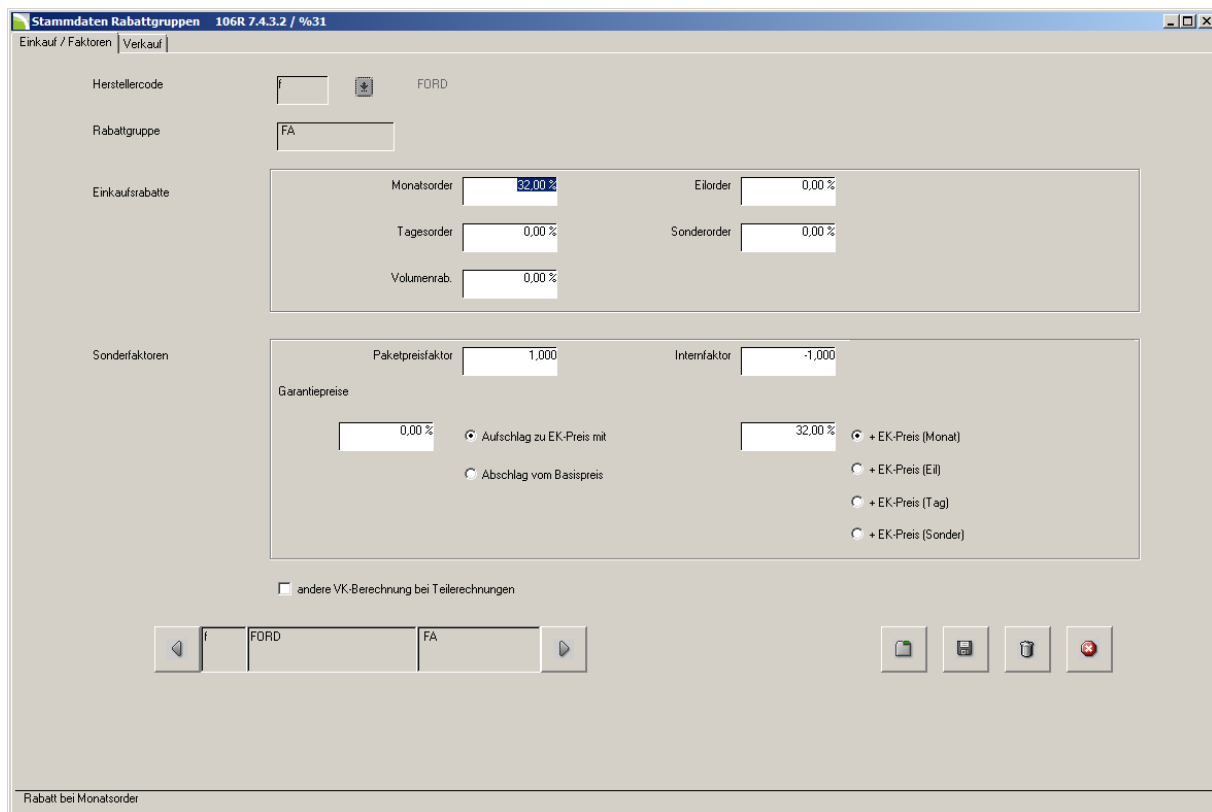 Stammdaten Rabattgruppen 106R 7.4.3.2 / %31
Einkauf / Faktoren Verkauf
Herstellercode f FORD
Rabattgruppe FA
Einkaufsrabatte
Monatsorder 32,00 % Eilorder 0,00 %
Tagesorder 0,00 % Sonderorder 0,00 %
Volumenrab. 0,00 %
Sonderfaktoren
Paketpreisfaktor 1,000 Internfaktor -1,000
Garantiepreise
0,00 % Aufschlag zu EK-Preis mit 32,00 % + EK-Preis (Monat)
Abschlag vom Basispreis + EK-Preis (Eil)
+ EK-Preis (Tag)
+ EK-Preis (Sonder)
andere VK-Berechnung bei Teilerechnungen
f FORD FA
Rabatt bei Monatsorder